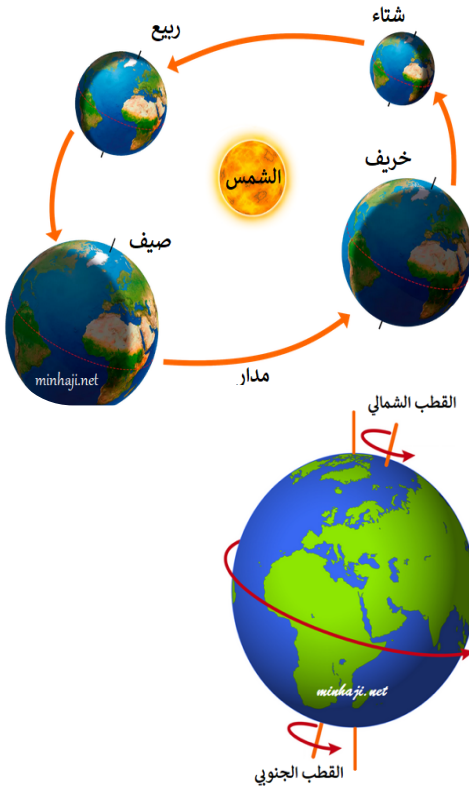 شتاء
ربيع
خريف
الشمس
صيف
minhaji.net
مدار
القطب الشمالي
minhaji.net
القطب الجنوبي